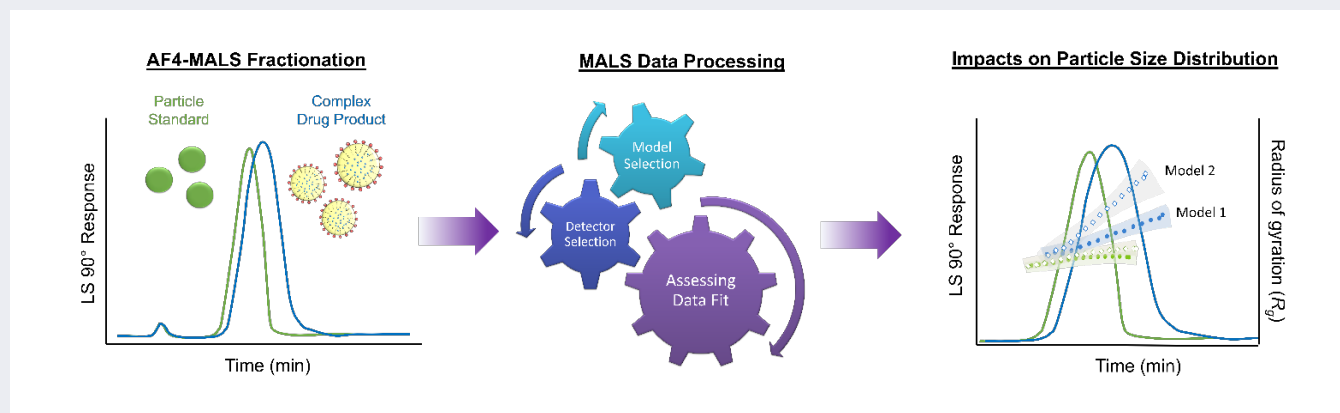 AF4-MALS Fractionation
Particle
Standard
Complex
Drug Product
LS 90° Response
Time (min)
MALS Data Processing
Model
Selection
Detector
Selection
Assessing
Data Fit
Impacts on Particle Size Distribution
LS 90° Response
Model 2
Model 1
Radius of gyration (Rg)
Time (min)